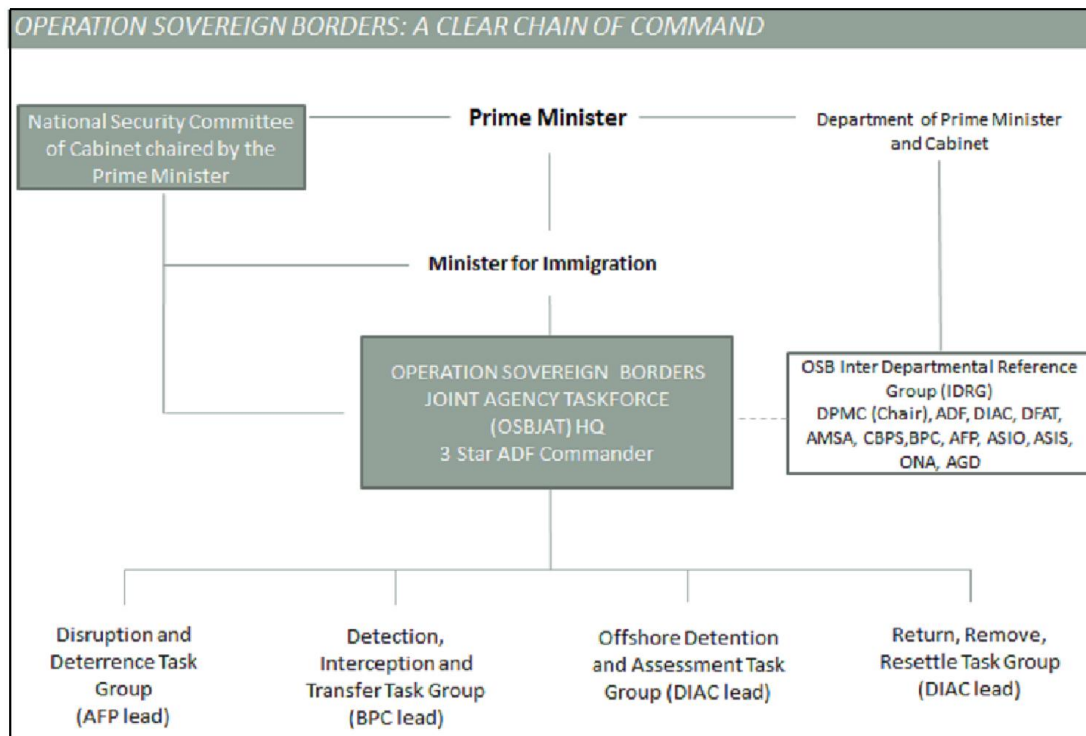 OPERATION SOVEREIGN BORDERS: A CLEAR CHAIN OF COMMAND
National Security Committee
of Cabinet chaired by the
Prime Minister
Prime Minister
Department of Prime Minister
and Cabinet
Minister for Immigration
OPERATION SOVEREIGN BORDERS
JOINT AGENCY TASKFORCE
(OSBJAT) HQ
3 Star ADF Commander
OSB Inter Departmental Reference
Group (IDRG)
DPMC (Chair), ADF, DIAC, DFAT,
AMSA, CBPS,BPC, AFP, ASIO, ASIS,
ONA, AGD
Disruption and
Deterrence Task
Group
(AFP lead)
Detection,
Interception and
Transfer Task Group
(BPC lead)
Offshore Detention
and Assessment Task
Group (DIAC lead)
Return, Remove,
Resettle Task Group
(DIAC lead)